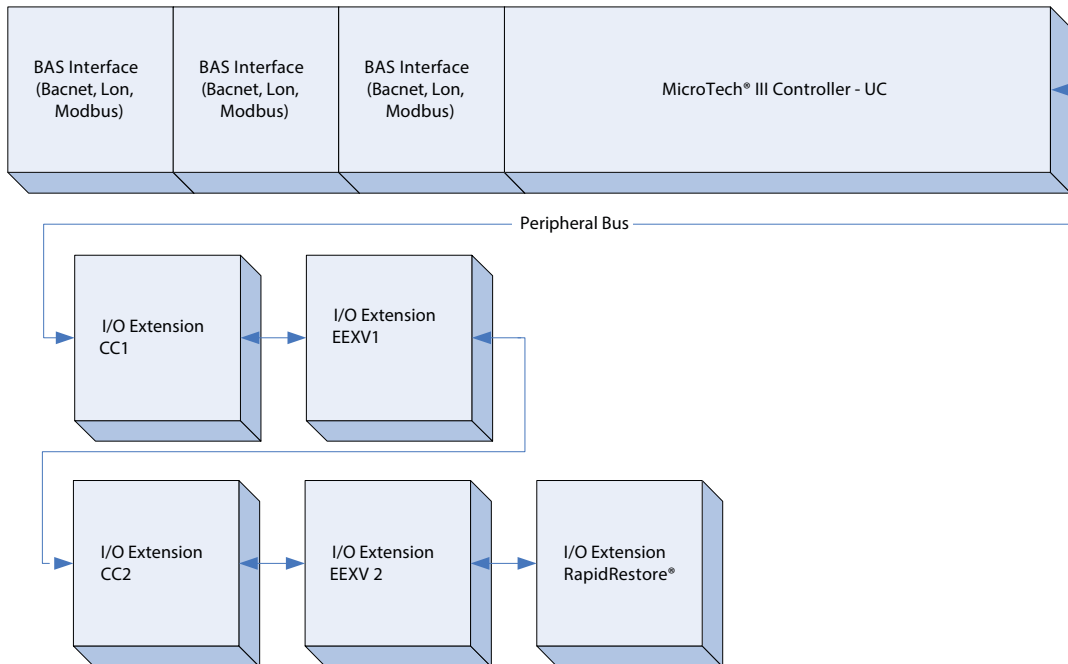 BAS Interface
(Bacnet, Lon,
Modbus)
BAS Interface
(Bacnet, Lon,
Modbus)
BAS Interface
(Bacnet, Lon,
Modbus)
MicroTech® III Controller - UC
Peripheral Bus
I/O Extension
CC1
I/O Extension
EEXV1
I/O Extension
CC2
I/O Extension
EEXV 2
I/O Extension
RapidRestore®